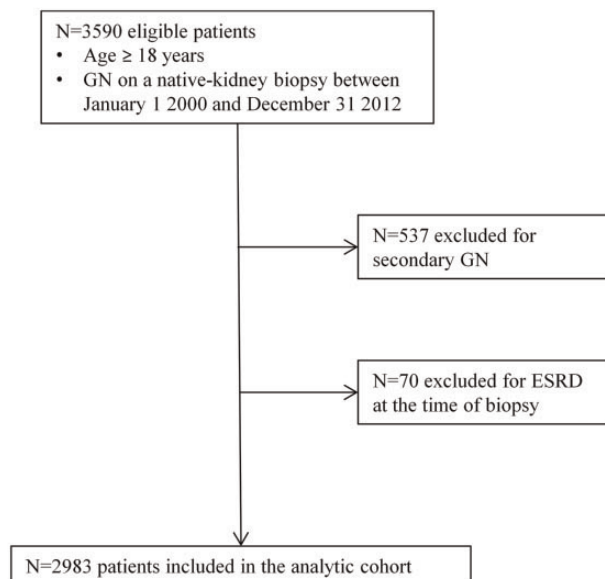 N=3590 eligible patients
• Age ≥ 18 years
• GN on a native-kidney biopsy between
January 1 2000 and December 31 2012
N=537 excluded for
secondary GN
N=70 excluded for ESRD
at the time of biopsy
N=2983 patients included in the analytic cohort